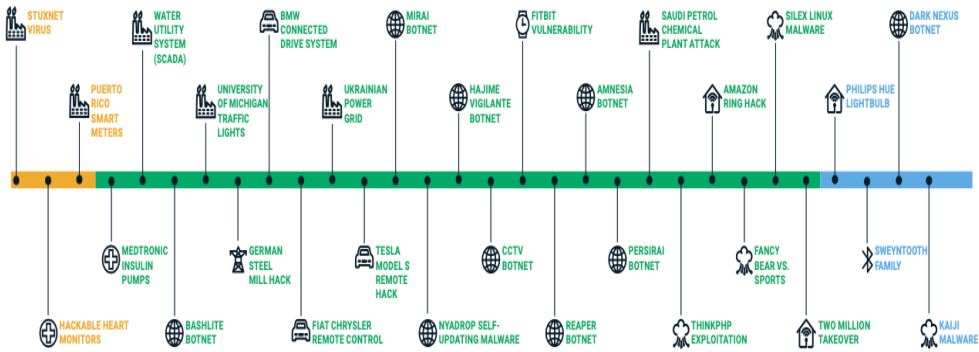 STUXNET
VIRUS
WATER
UTILITY
SYSTEM
(SCADA)
BMW
CONNECTED
DRIVE SYSTEM
MIRAI
BOTNET
FITBIT
VULNERABILITY
SAUDI PETROL
CHEMICAL
PLANT ATTACK
SILEX LINUX
MALWARE
DARK NEXUS
BOTNET
PUERTO
RICO
SMART
METERS
UNIVERSITY
OF MICHIGAN
TRAFFIC
LIGHTS
UKRAINIAN
POWER
GRID
HAJIME
VIGILANTE
BOTNET
AMNESIA
BOTNET
AMAZON
RING HACK
PHILIPS HUE
LIGHTBULB
MEDTRONIC
INSULIN
PUMPS
GERMAN
STEEL
MILL HACK
TESLA
MODEL S
REMOTE
HACK
CCTV
BOTNET
PERSIRAI
BOTNET
FANCY
BEAR VS.
SPORTS
SWEYNTOOTH
FAMILY
HACKABLE HEART
MONITORS
BASHLITE
BOTNET
FIAT CHRYSLER
REMOTE CONTROL
NYADROP SELF-
UPDATING MALWARE
REAPER
BOTNET
THINKPHP
EXPLOITATION
TWO MILLION
TAKEOVER
KAIJI
MALWARE